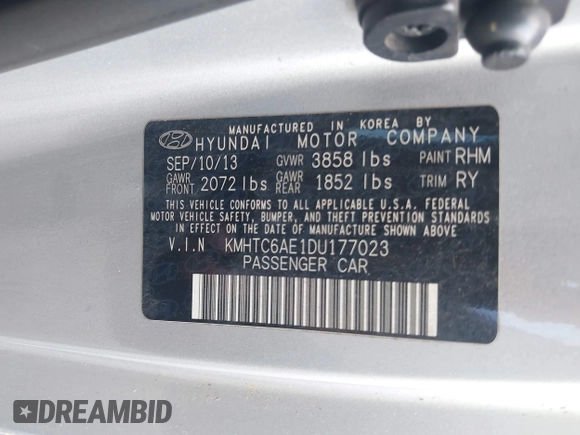 MANUFACTURED IN KOREA BY
HYUNDAI MOTOR COMPANY
SEP/10/13 GVWR 3858 lbs PAINT RHM
GAWR FRONT 2072 lbs GAWR REAR 1852 lbs TRIM RY
THIS VEHICLE CONFORMS TO ALL APPLICABLE U.S.A. FEDERAL
MOTOR VEHICLE SAFETY, BUMPER, AND THEFT PREVENTION STANDARDS
IN EFFECT ON THE DATE OF MANUFACTURE SHOWN ABOVE.
V.I.N KMHTC6AE1DU177023
PASSENGER CAR
DREAMBID